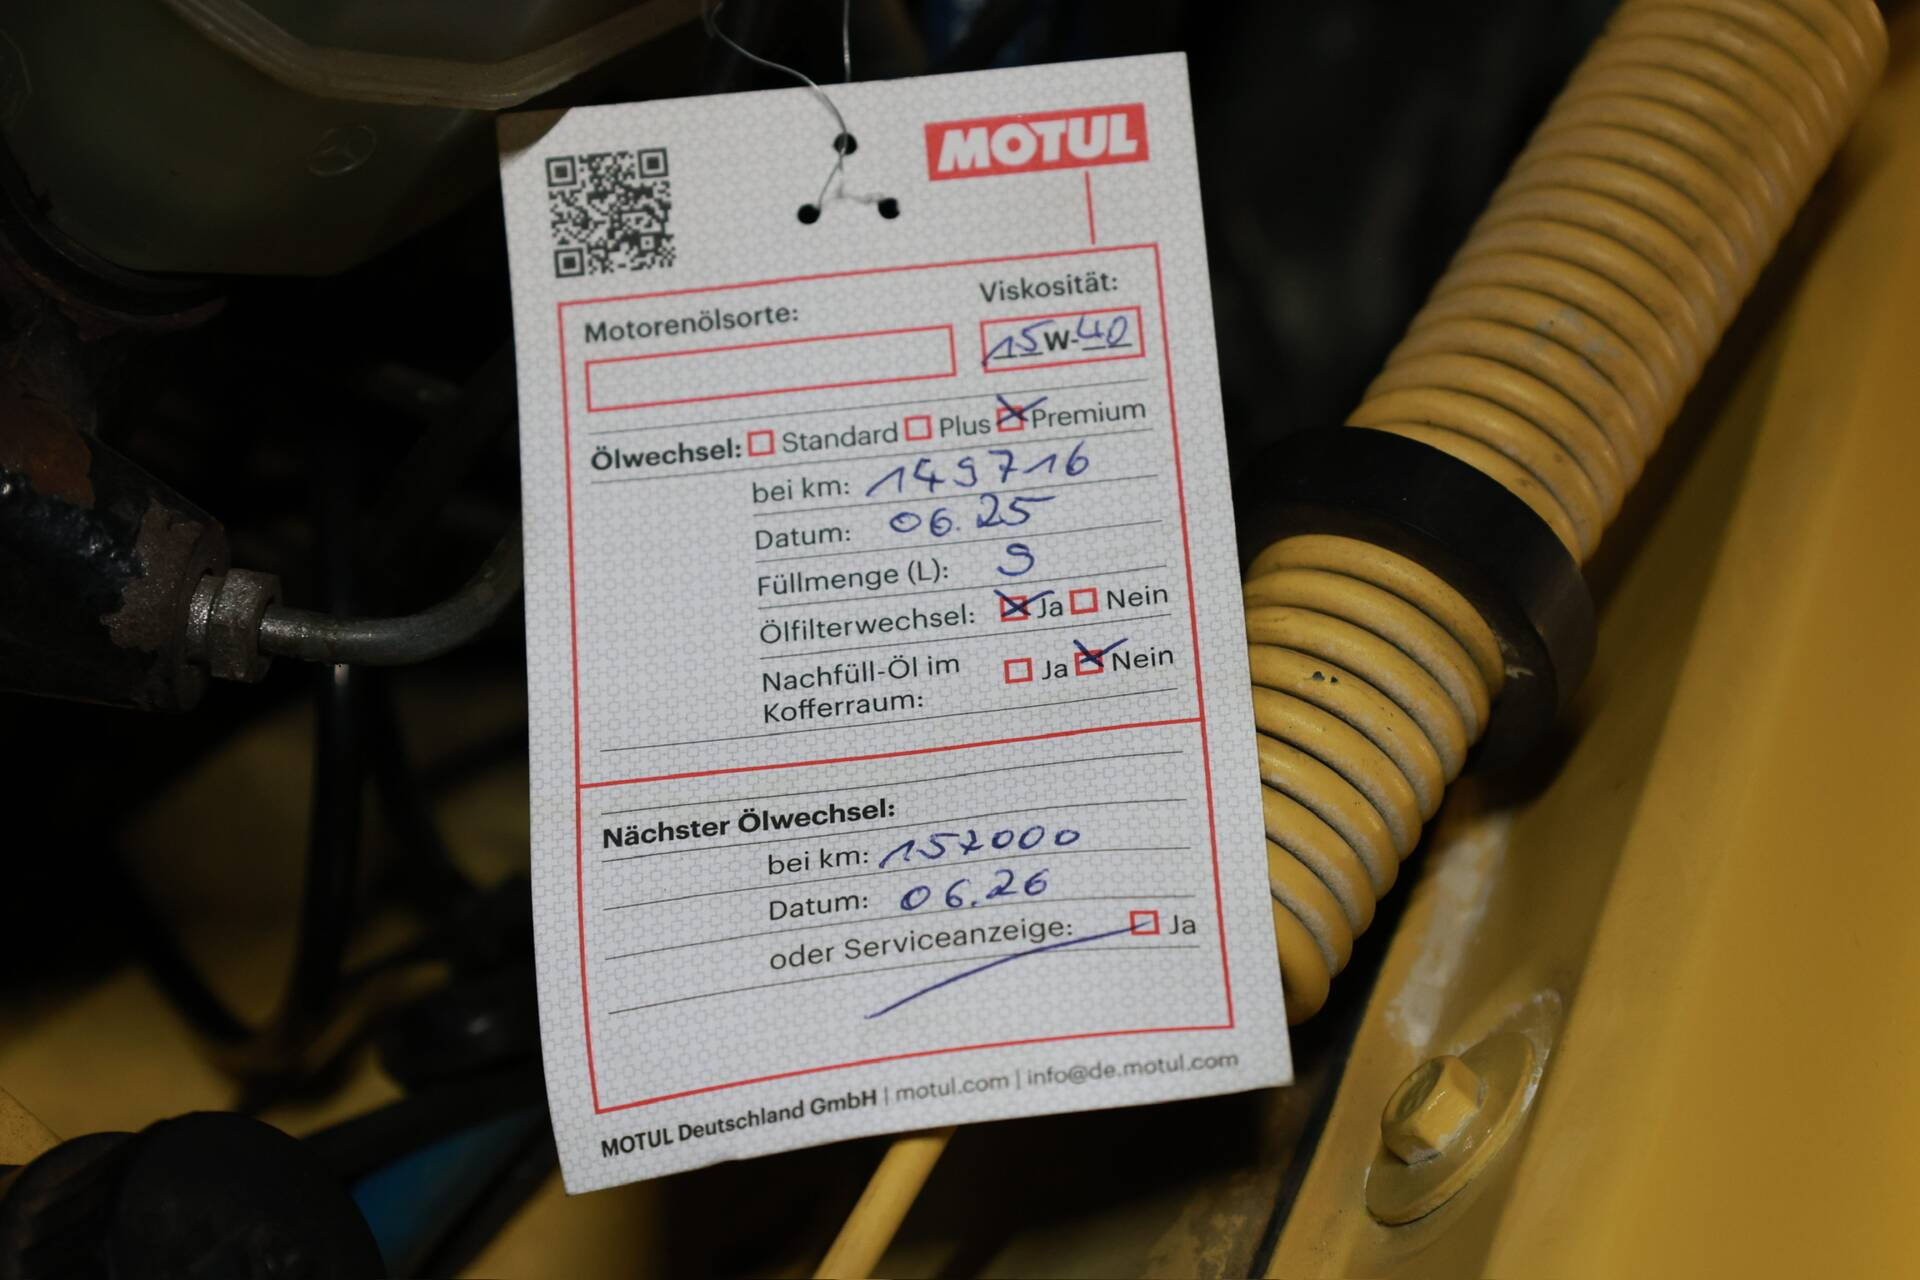 MOTUL
Motorenölsorte:
Viskosität:
15W-40
Ölwechsel: Standard Plus Premium
bei km: 149716
Datum: 06.25
Füllmenge (L): 9
Ölfilterwechsel: Ja Nein
Nachfüll-Öl im Ja Nein
Kofferraum:
Nächster Ölwechsel:
bei km: 157000
Datum: 06.26
oder Serviceanzeige: Ja
MOTUL Deutschland GmbH | motul.com | info@de.motul.com